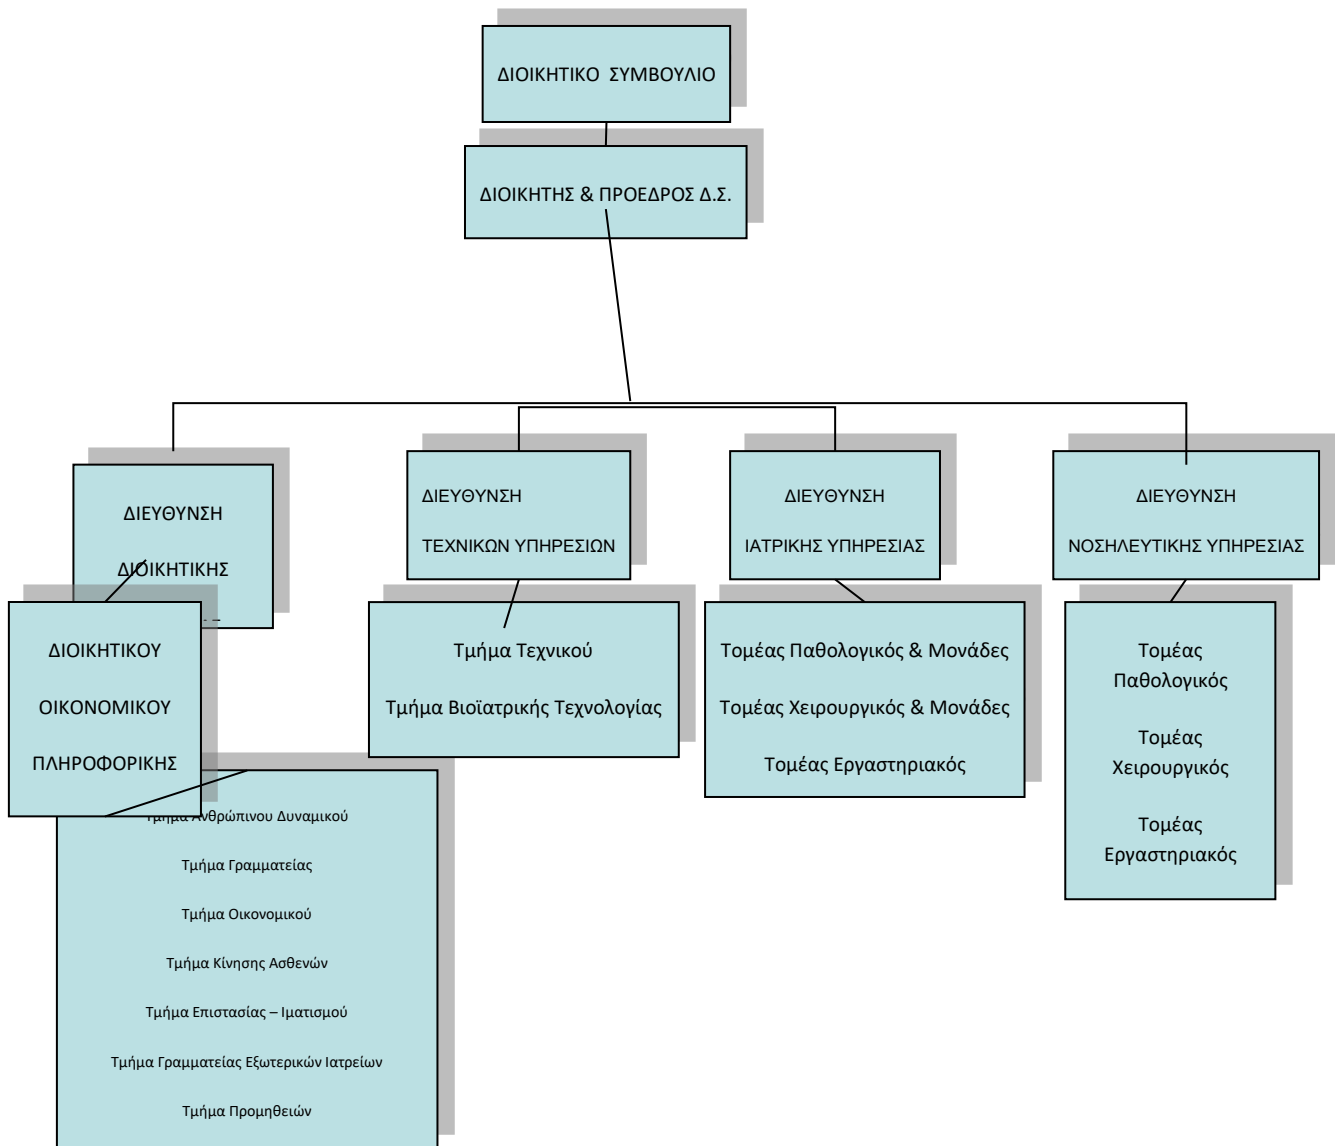 ΔΙΟΙΚΗΤΙΚΟ ΣΥΜΒΟΥΛΙΟ
ΔΙΟΙΚΗΤΗΣ & ΠΡΟΕΔΡΟΣ Δ.Σ.
ΔΙΕΥΘΥΝΣΗ
ΔΙΟΙΚΗΤΙΚΗΣ
ΔΙΟΙΚΗΤΙΚΟΥ
ΟΙΚΟΝΟΜΙΚΟΥ
ΠΛΗΡΟΦΟΡΙΚΗΣ
Τμήμα Ανθρώπινου Δυναμικού
Τμήμα Γραμματείας
Τμήμα Οικονομικού
Τμήμα Κίνησης Ασθενών
Τμήμα Επιστασίας – Ιματισμού
Τμήμα Γραμματείας Εξωτερικών Ιατρείων
Τμήμα Προμηθειών
ΔΙΕΥΘΥΝΣΗ
ΤΕΧΝΙΚΩΝ ΥΠΗΡΕΣΙΩΝ
Τμήμα Τεχνικού
Τμήμα Βιοϊατρικής Τεχνολογίας
ΔΙΕΥΘΥΝΣΗ
ΙΑΤΡΙΚΗΣ ΥΠΗΡΕΣΙΑΣ
Τομέας Παθολογικός & Μονάδες
Τομέας Χειρουργικός & Μονάδες
Τομέας Εργαστηριακός
ΔΙΕΥΘΥΝΣΗ
ΝΟΣΗΛΕΥΤΙΚΗΣ ΥΠΗΡΕΣΙΑΣ
Τομέας
Παθολογικός
Τομέας
Χειρουργικός
Τομέας
Εργαστηριακός